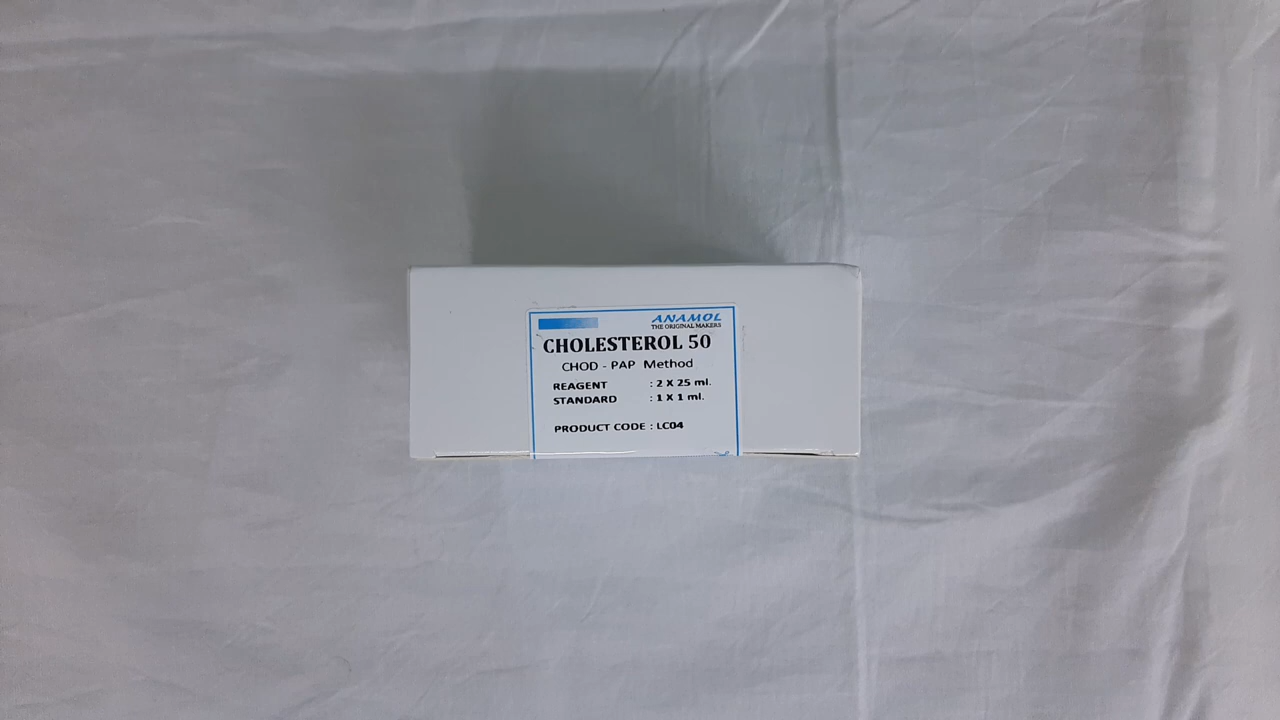 ANAMOL
THE ORIGINAL MAKERS
CHOLESTEROL 50
CHOD - PAP Method
REAGENT : 2 X 25 ml.
STANDARD : 1 X 1 ml.
PRODUCT CODE : LC04